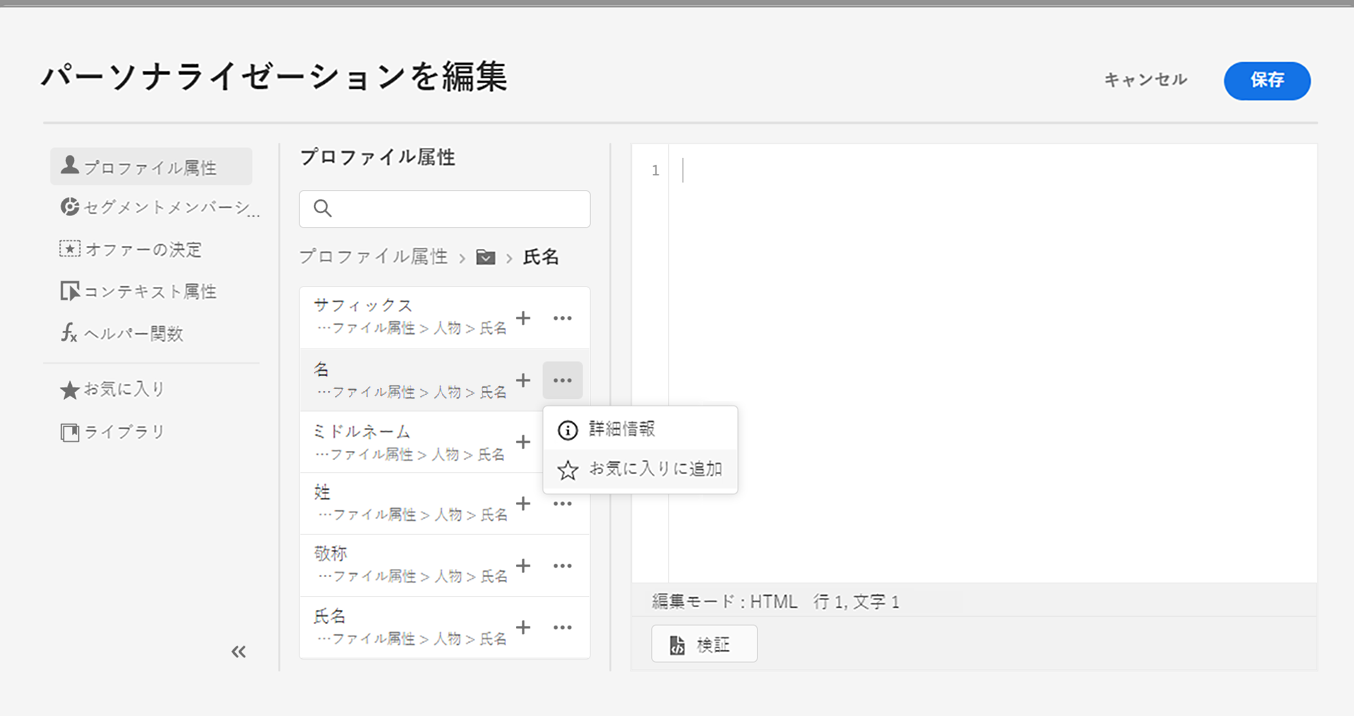 パーソナライゼーションを編集
キャンセル
保存
プロファイル属性
セグメントメンバーシ...
オファーの決定
コンテキスト属性
ヘルパー関数
お気に入り
ライブラリ
プロファイル属性
プロファイル属性 > > 氏名
サフィックス
…ファイル属性 > 人物 > 氏名
名
…ファイル属性 > 人物 > 氏名
詳細情報
お気に入りに追加
ミドルネーム
…ファイル属性 > 人物 > 氏名
姓
…ファイル属性 > 人物 > 氏名
敬称
…ファイル属性 > 人物 > 氏名
氏名
…ファイル属性 > 人物 > 氏名
1
編集モード : HTML 行 1, 文字 1
検証